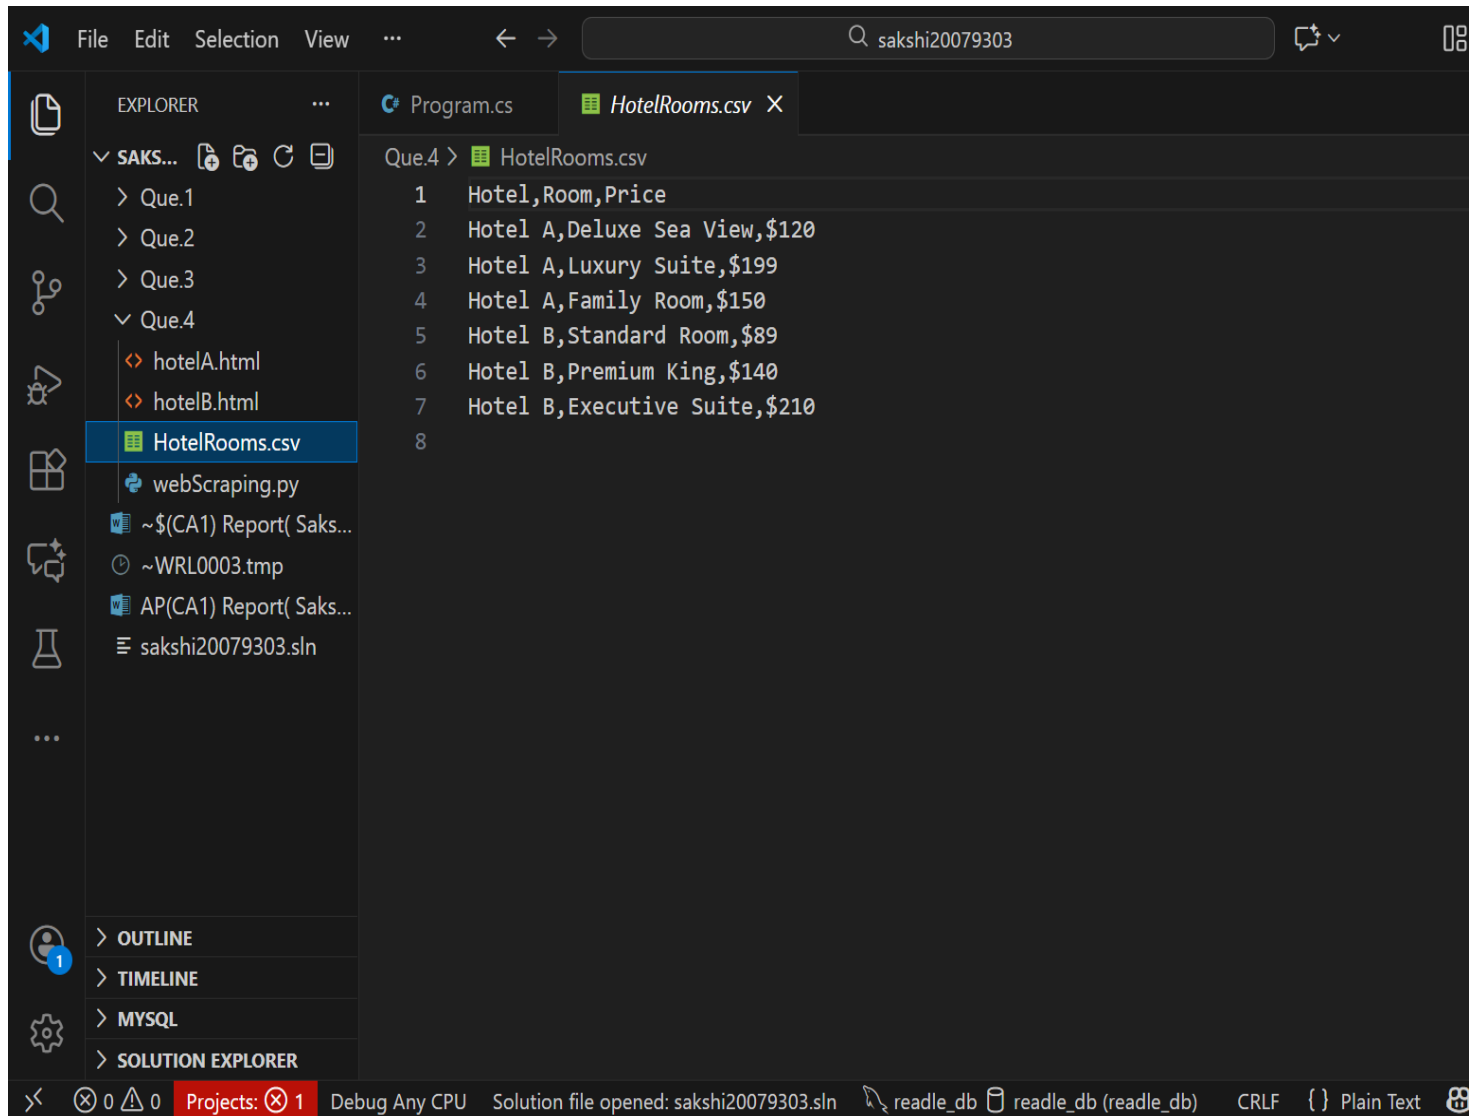 File Edit Selection View ... sakshi20079303
EXPLORER ...
Program.cs HotelRooms.csv
SAKS...
Que.4 > HotelRooms.csv
Que.1
Que.2
Que.3
Que.4
hotelA.html
hotelB.html
HotelRooms.csv
webScraping.py
~$(CA1) Report( Saks...
~WRL0003.tmp
AP(CA1) Report( Saks...
sakshi20079303.sln
1 Hotel,Room,Price
2 Hotel A,Deluxe Sea View,$120
3 Hotel A,Luxury Suite,$199
4 Hotel A,Family Room,$150
5 Hotel B,Standard Room,$89
6 Hotel B,Premium King,$140
7 Hotel B,Executive Suite,$210
8
1
OUTLINE
TIMELINE
MYSQL
SOLUTION EXPLORER
0 0 Projects: 1 Debug Any CPU Solution file opened: sakshi20079303.sln readle_db readle_db (readle_db) CRLF { } Plain Text